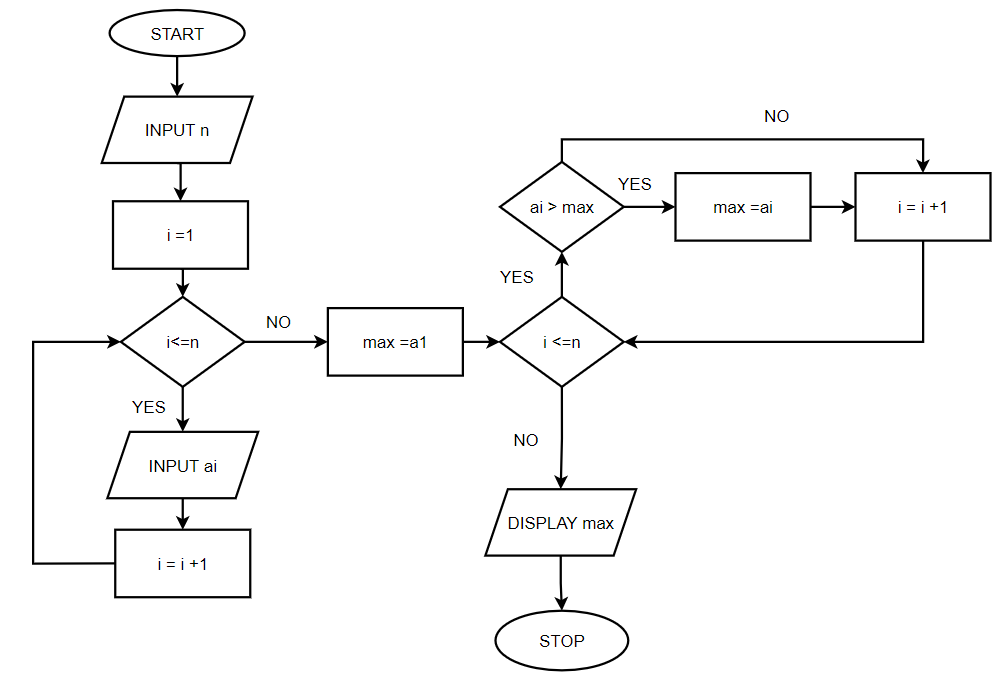 START
INPUT n
i =1
i<=n
YES
INPUT ai
i = i +1
NO
max =a1
i <=n
YES
ai > max
YES
max =ai
NO
i = i +1
NO
DISPLAY max
STOP